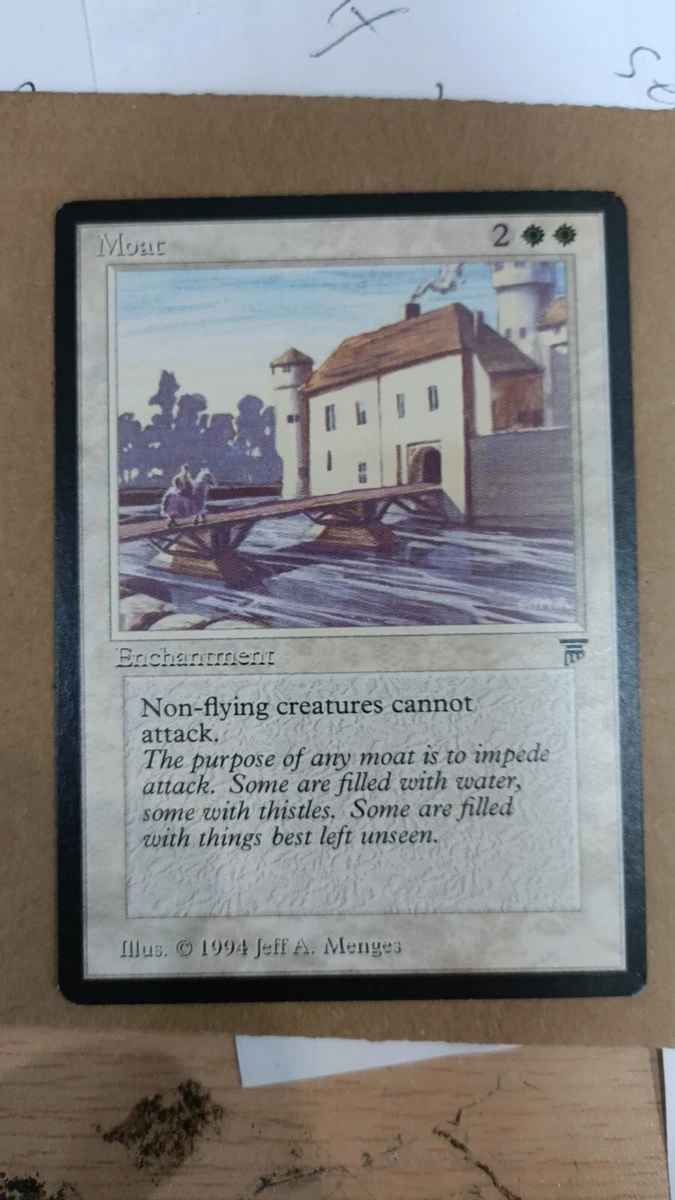 Moat 2
Enchantment
Non-flying creatures cannot
attack.
The purpose of any moat is to impede
attack. Some are filled with water,
some with thistles. Some are filled
with things best left unseen.
Illus. © 1994 Jeff A. Menges